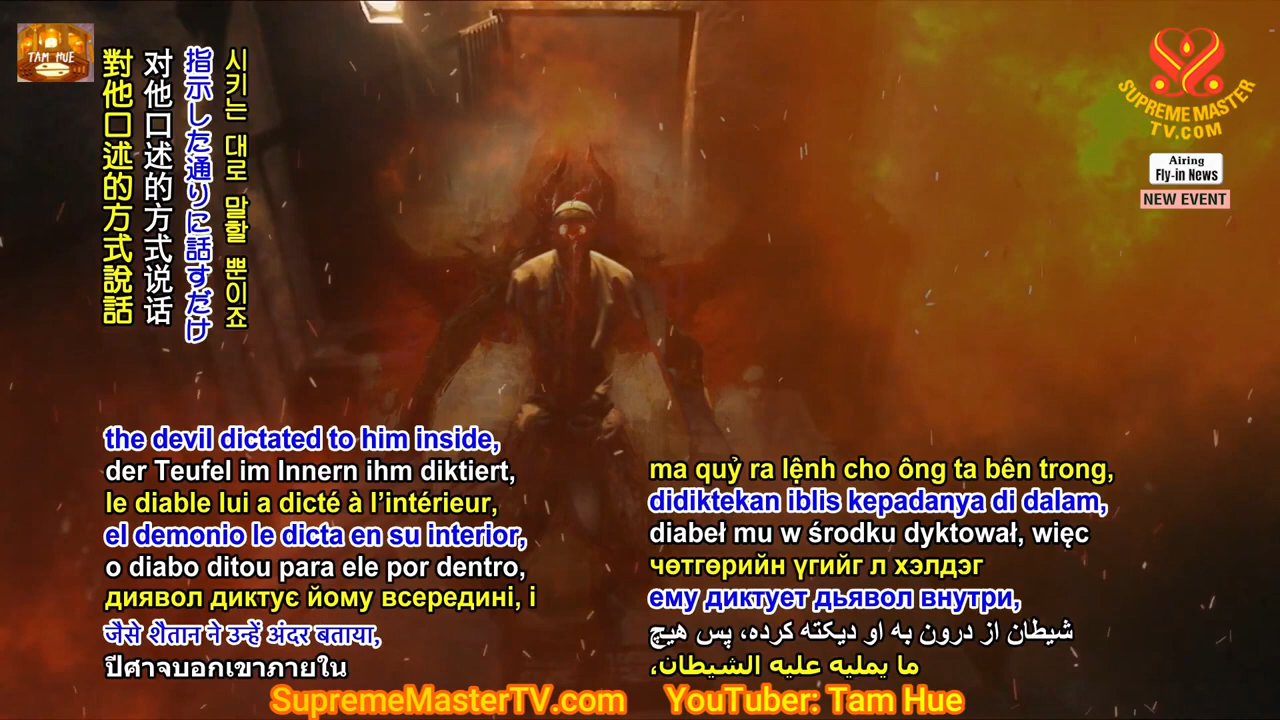 TAM HUE
對他口述的方式說話
对他口述的方式说话
指示した通りに話すだけ
시키는 대로 말할 뿐이죠
SUPREME MASTER
TV.COM
Airing
Fly-in News
NEW EVENT
the devil dictated to him inside,
der Teufel im Innern ihm diktiert,
le diable lui a dicté à l’intérieur,
el demonio le dicta en su interior,
o diabo ditou para ele por dentro,
диявол диктує йому всередині, і
जैसे शैतान ने उन्हें अंदर बताया,
ปีศาจบอกเขาภายใน
ma quỷ ra lệnh cho ông ta bên trong,
didiktekan iblis kepadanya di dalam,
diabeł mu w środku dyktował, więc
чөтгөрийн үгийг л хэлдэг
ему диктует дьявол внутри,
شیطان از درون به او دیکته کرده، پس هیچ
ما يمليه عليه الشيطان،
SupremeMasterTV.com
YouTuber: Tam Hue